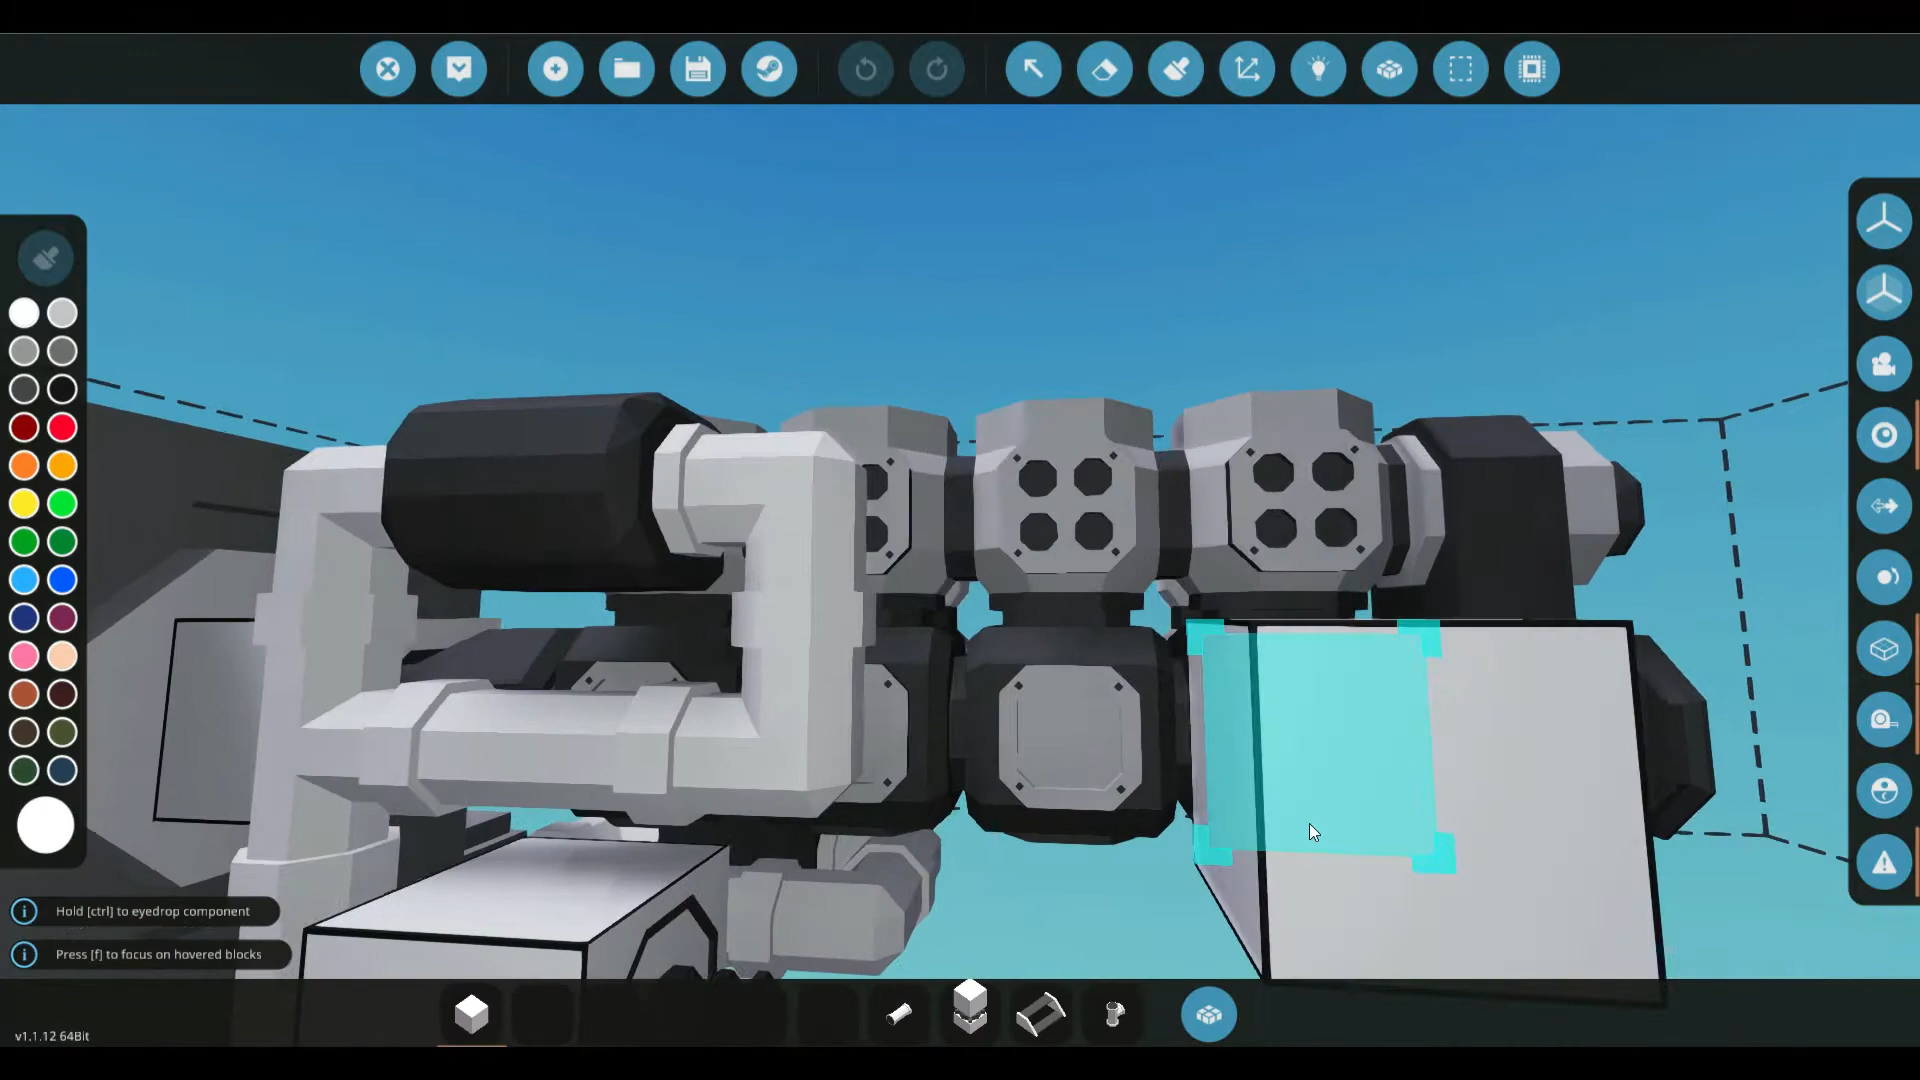 Hold [ctrl] to eyedrop component
Press [f] to focus on hovered blocks
v1.1.12 64Bit